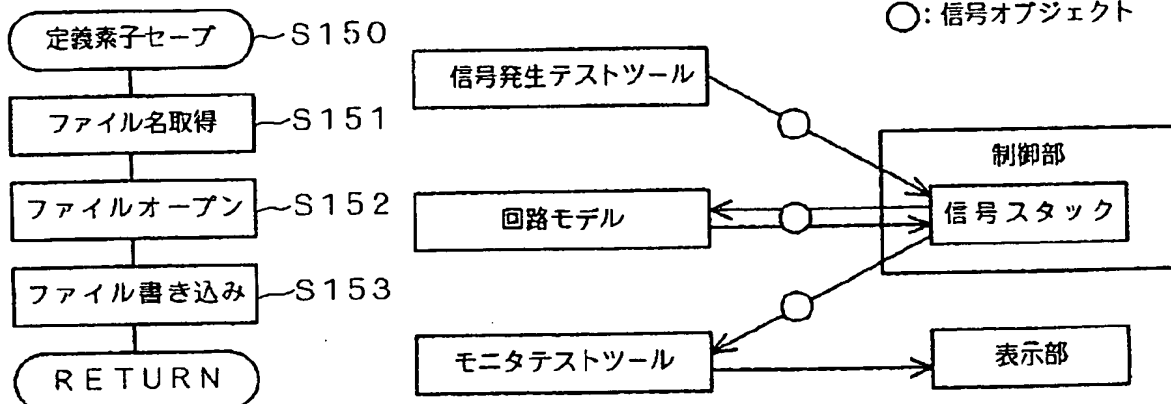 定義素子セーブ S150
ファイル名取得 S151
ファイルオープン S152
ファイル書き込み S153
RETURN
○: 信号オブジェクト
信号発生テストツール
制御部
回路モデル
信号スタック
モニタテストツール
表示部